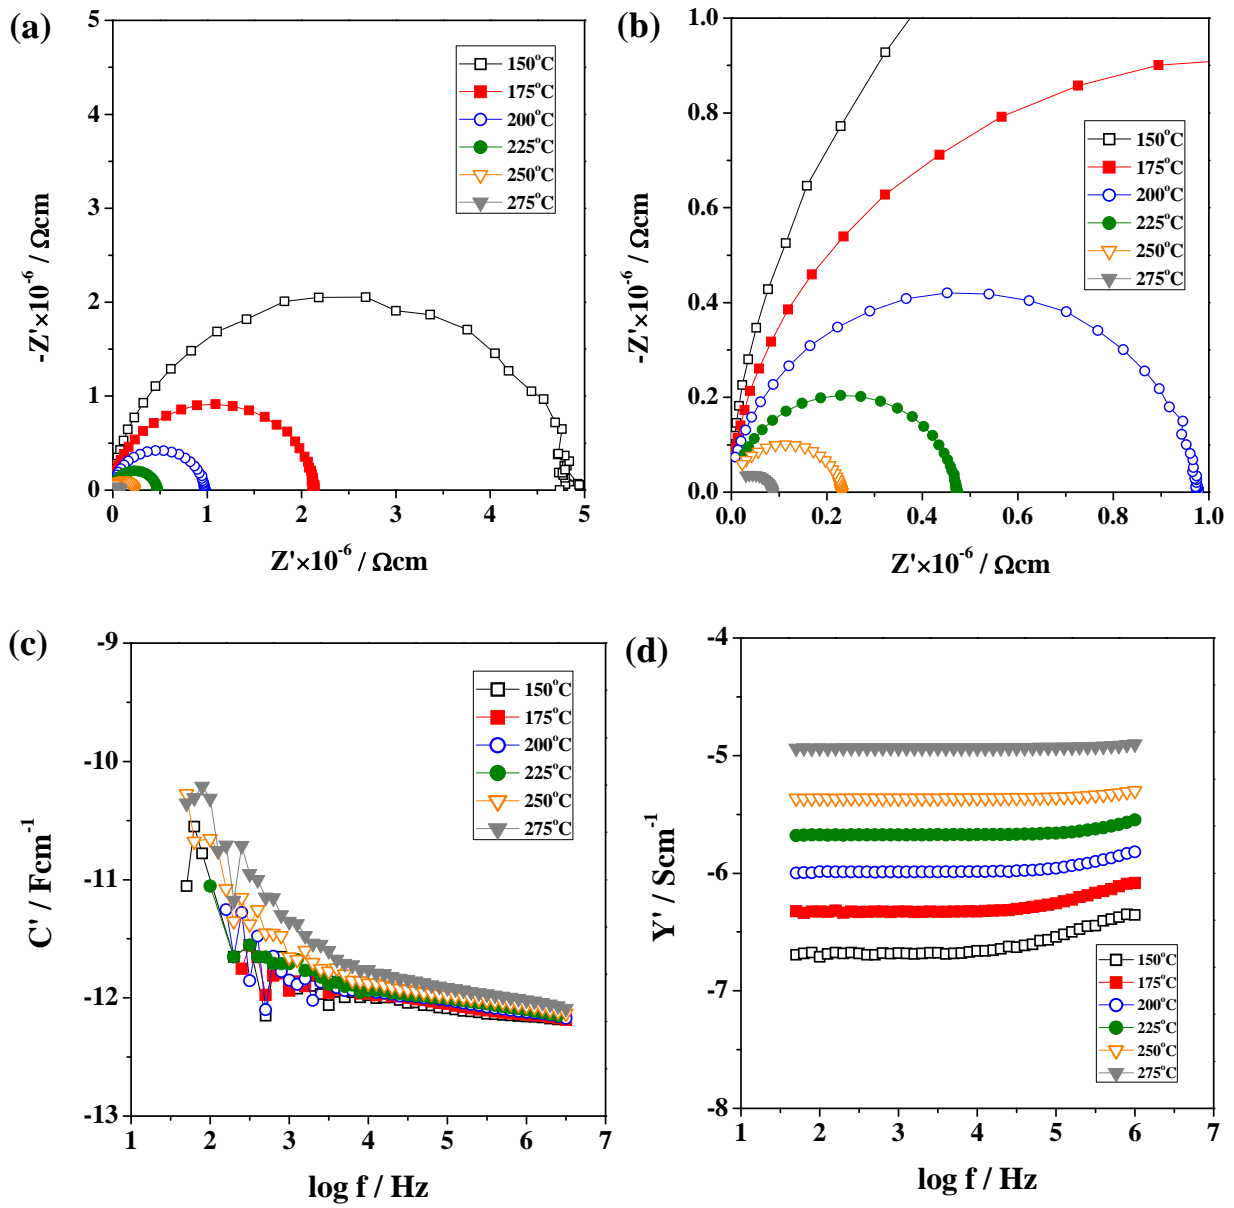 (a)
5
4
3
2
1
0
-Z'×10⁻⁶ / Ωcm
150°C
175°C
200°C
225°C
250°C
275°C
0 1 2 3 4 5
Z'×10⁻⁶ / Ωcm
(b)
1.0
0.8
0.6
0.4
0.2
0.0
-Z'×10⁻⁶ / Ωcm
150°C
175°C
200°C
225°C
250°C
275°C
0.0 0.2 0.4 0.6 0.8 1.0
Z'×10⁻⁶ / Ωcm
(c)
-9
-10
-11
-12
-13
C' / Fcm⁻¹
150°C
175°C
200°C
225°C
250°C
275°C
1 2 3 4 5 6 7
log f / Hz
(d)
-4
-5
-6
-7
-8
Y' / Scm⁻¹
150°C
175°C
200°C
225°C
250°C
275°C
1 2 3 4 5 6 7
log f / Hz